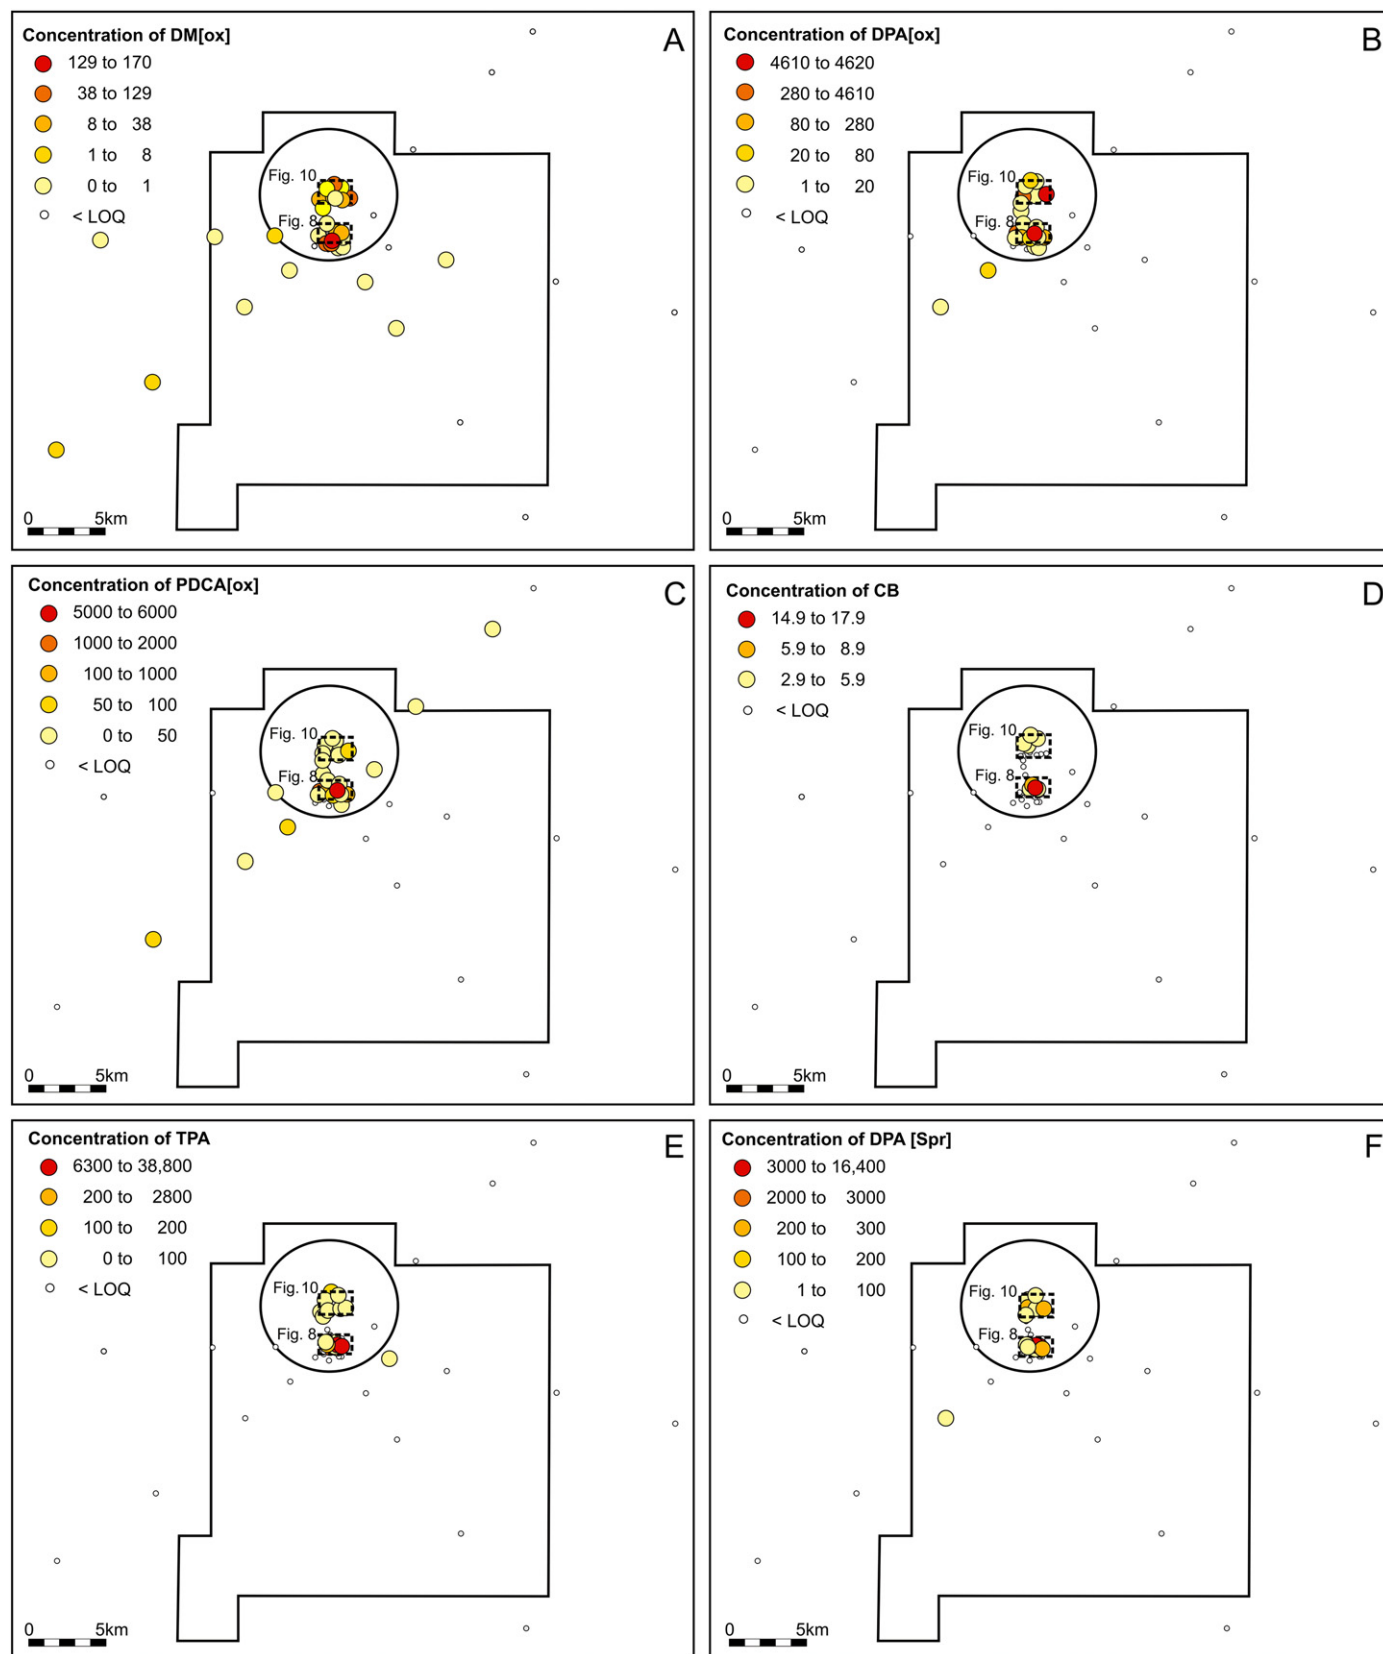 Concentration of DM[ox]
A
129 to 170
38 to 129
8 to 38
1 to 8
0 to 1
< LOQ
Fig. 10
Fig. 8
0 5km
Concentration of DPA[ox]
B
4610 to 4620
280 to 4610
80 to 280
20 to 80
1 to 20
< LOQ
Fig. 10
Fig. 8
0 5km
Concentration of PDCA[ox]
C
5000 to 6000
1000 to 2000
100 to 1000
50 to 100
0 to 50
< LOQ
Fig. 10
Fig. 8
0 5km
Concentration of CB
D
14.9 to 17.9
5.9 to 8.9
2.9 to 5.9
< LOQ
Fig. 10
Fig. 8
0 5km
Concentration of TPA
E
6300 to 38,800
200 to 2800
100 to 200
0 to 100
< LOQ
Fig. 10
Fig. 8
0 5km
Concentration of DPA [Spr]
F
3000 to 16,400
2000 to 3000
200 to 300
100 to 200
1 to 100
< LOQ
Fig. 10
Fig. 8
0 5km